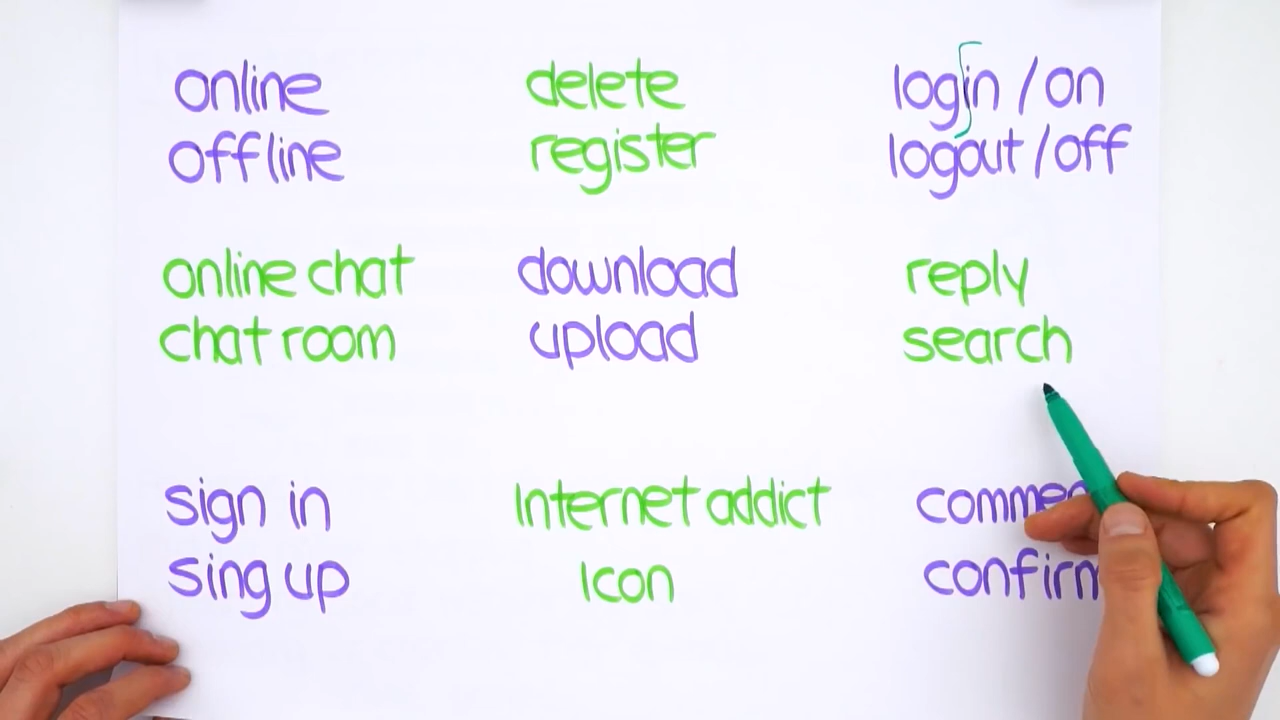 online
offline
delete
register
login / on
logout / off
online chat
chat room
download
upload
reply
search
sign in
sing up
Internet addict
Icon